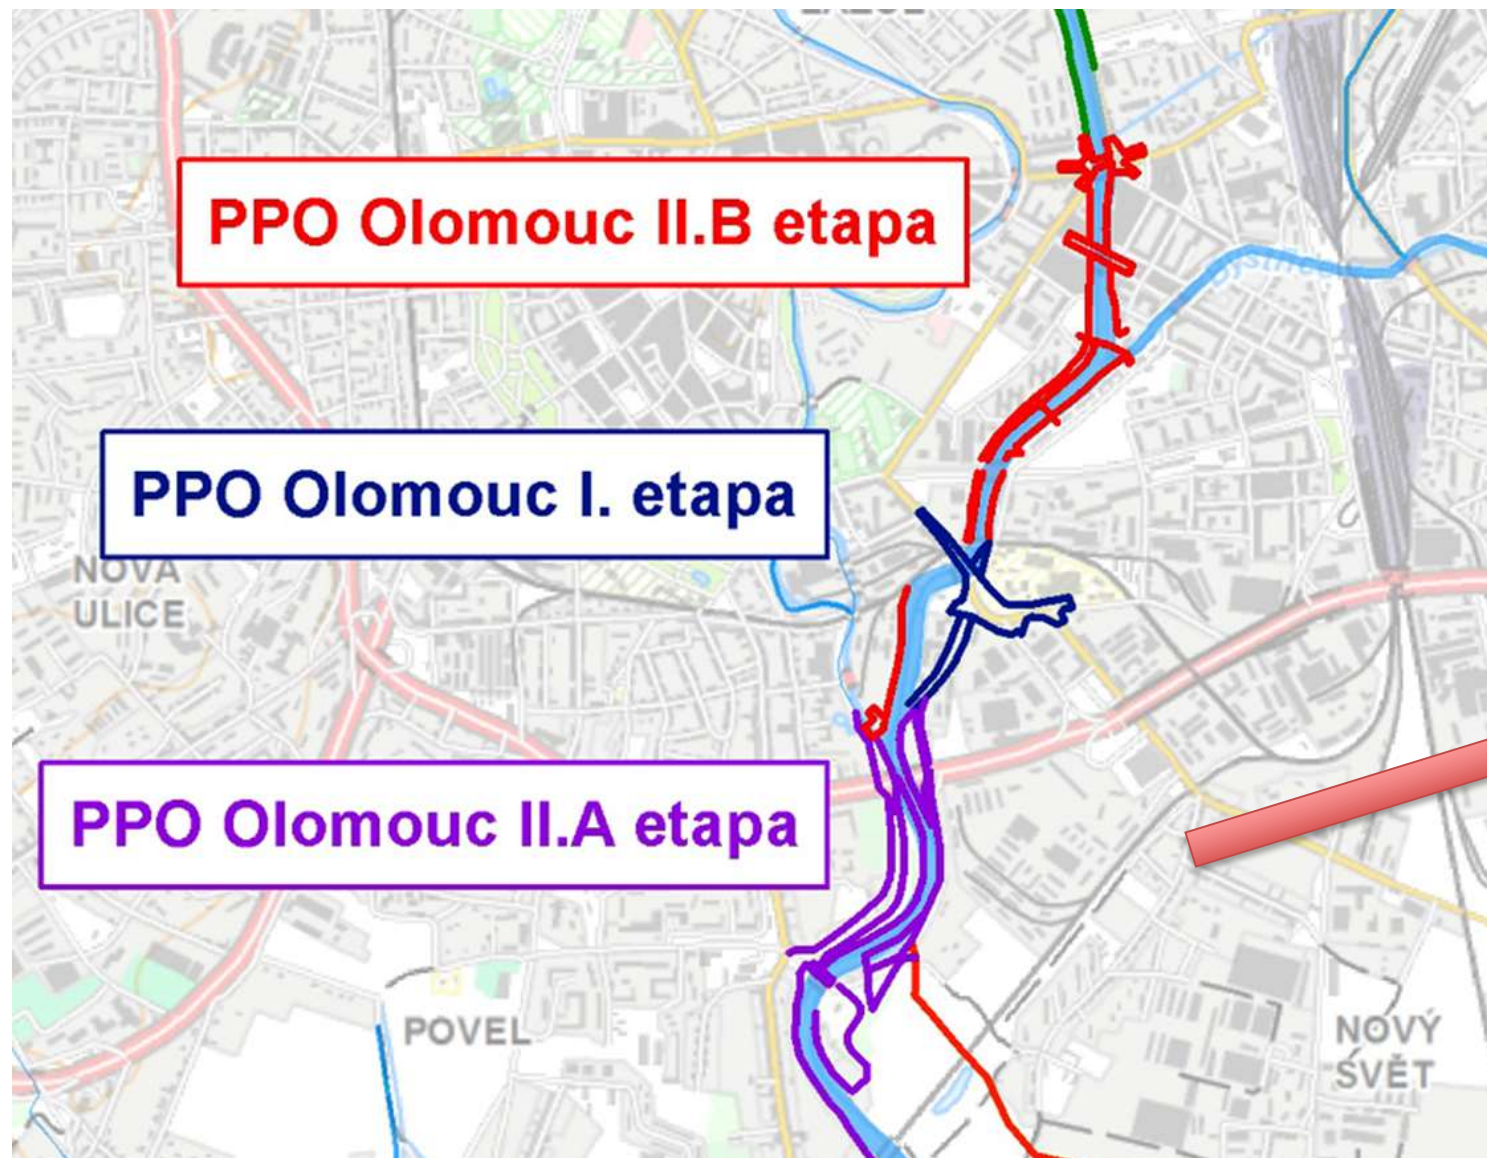 PPO Olomouc II.B etapa
PPO Olomouc I. etapa
NOVÁ
ULICE
PPO Olomouc II.A etapa
POVEL
NOVÝ
SVĚT